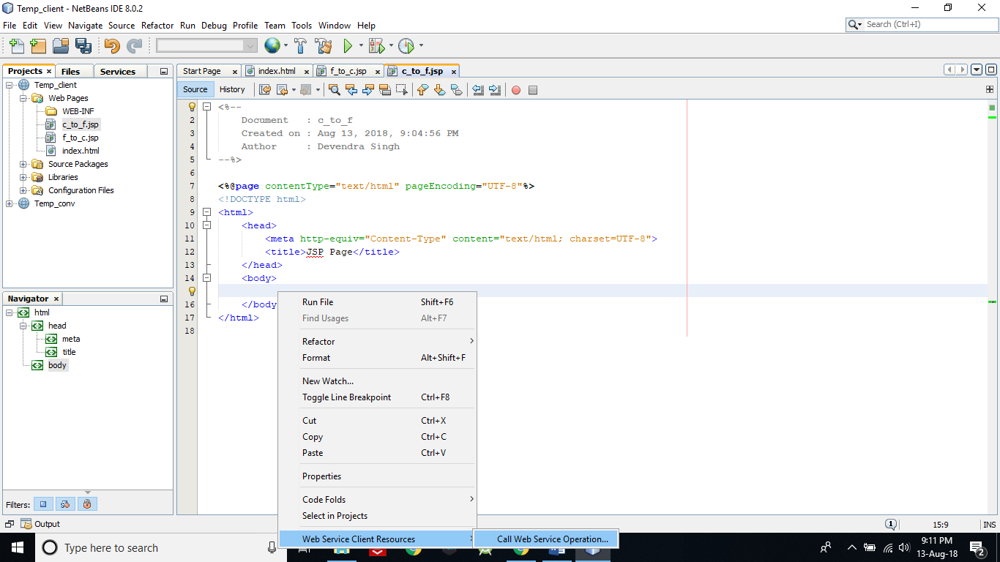 Temp_client - NetBeans IDE 8.0.2
File Edit View Navigate Source Refactor Run Debug Profile Team Tools Window Help
Search (Ctrl+I)
Projects Files Services
Temp_client
Web Pages
WEB-INF
c_to_f.jsp
f_to_c.jsp
index.html
Source Packages
Libraries
Configuration Files
Temp_conv
Navigator
html
head
meta
title
body
Filters:
Start Page index.html f_to_c.jsp c_to_f.jsp
Source History
<%--
2 Document : c_to_f
3 Created on : Aug 13, 2018, 9:04:56 PM
4 Author : Devendra Singh
5 --%>
6
7 <%@page contentType="text/html" pageEncoding="UTF-8"%>
8 <!DOCTYPE html>
9 <html>
10 <head>
11 <meta http-equiv="Content-Type" content="text/html; charset=UTF-8">
12 <title>JSP Page</title>
13 </head>
14 <body>
16 </body
17 </html>
18
Run File Shift+F6
Find Usages Alt+F7
Refactor
Format Alt+Shift+F
New Watch...
Toggle Line Breakpoint Ctrl+F8
Cut Ctrl+X
Copy Ctrl+C
Paste Ctrl+V
Properties
Code Folds
Select in Projects
Web Service Client Resources
Call Web Service Operation...
Output
1 15:9 INS
Type here to search
9:11 PM
13-Aug-18
2